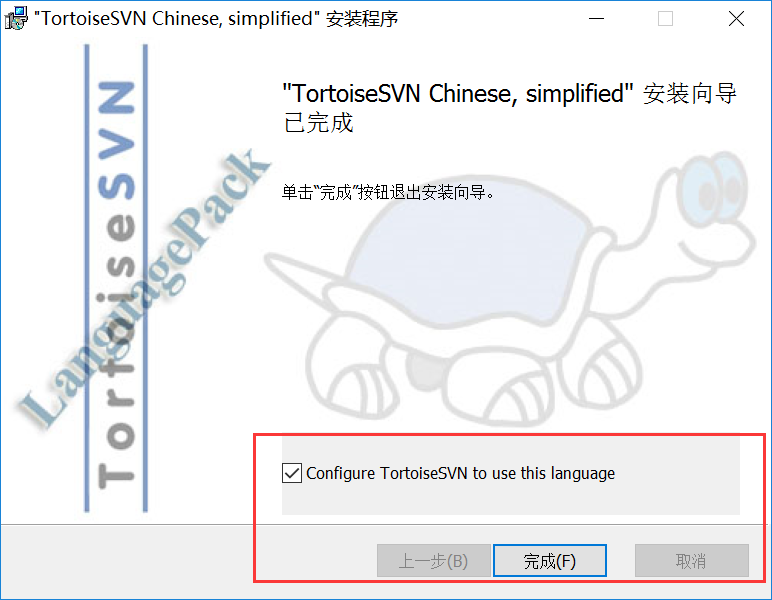 "TortoiseSVN Chinese, simplified" 安装程序
"TortoiseSVN Chinese, simplified" 安装向导
已完成
单击“完成”按钮退出安装向导。
TortoiseSVN
LanguagePack
Configure TortoiseSVN to use this language
上一步(B)
完成(F)
取消